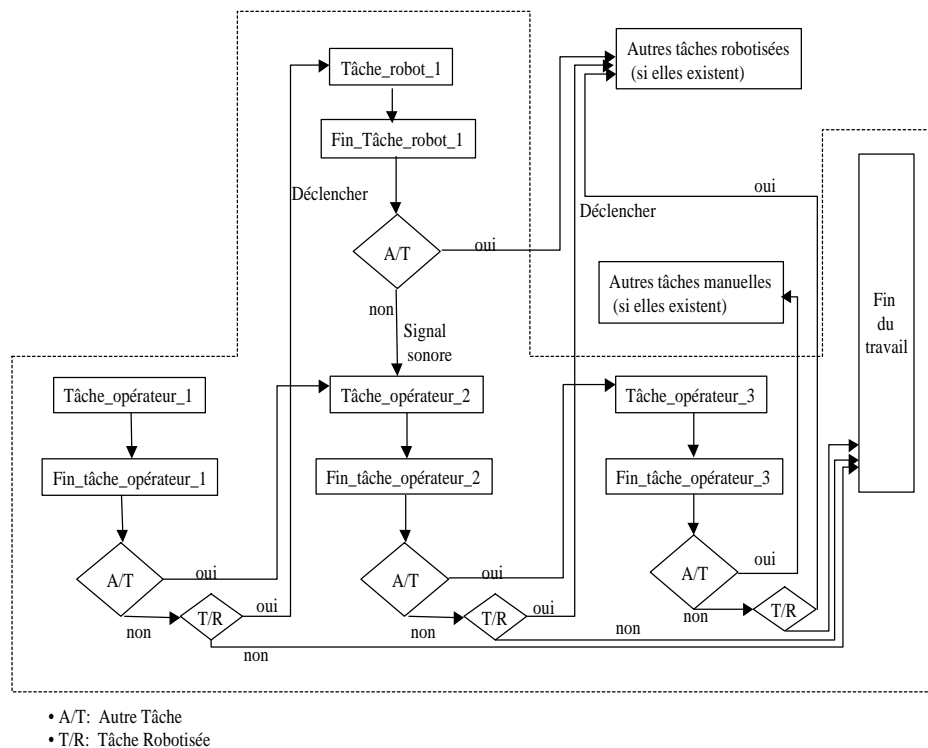 Tâche_robot_1
Autres tâches robotisées
(si elles existent)
Fin_Tâche_robot_1
Déclencher
A/T
oui
oui
Déclencher
non
Autres tâches manuelles
(si elles existent)
Fin
du
travail
Signal
sonore
Tâche_opérateur_1
Tâche_opérateur_2
Tâche_opérateur_3
Fin_tâche_opérateur_1
Fin_tâche_opérateur_2
Fin_tâche_opérateur_3
A/T
oui
A/T
oui
A/T
oui
non
T/R
oui
non
T/R
oui
non
T/R
non
non
• A/T: Autre Tâche
• T/R: Tâche Robotisée